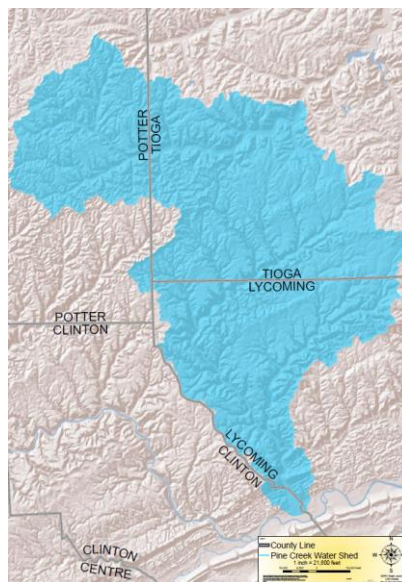 POTTER
TIOGA
TIOGA
LYCOMING
POTTER
CLINTON
LYCOMING
CLINTON
CLINTON
CENTRE
County Line
Pine Creek Water Shed
1 inch = 21,800 feet
N
W